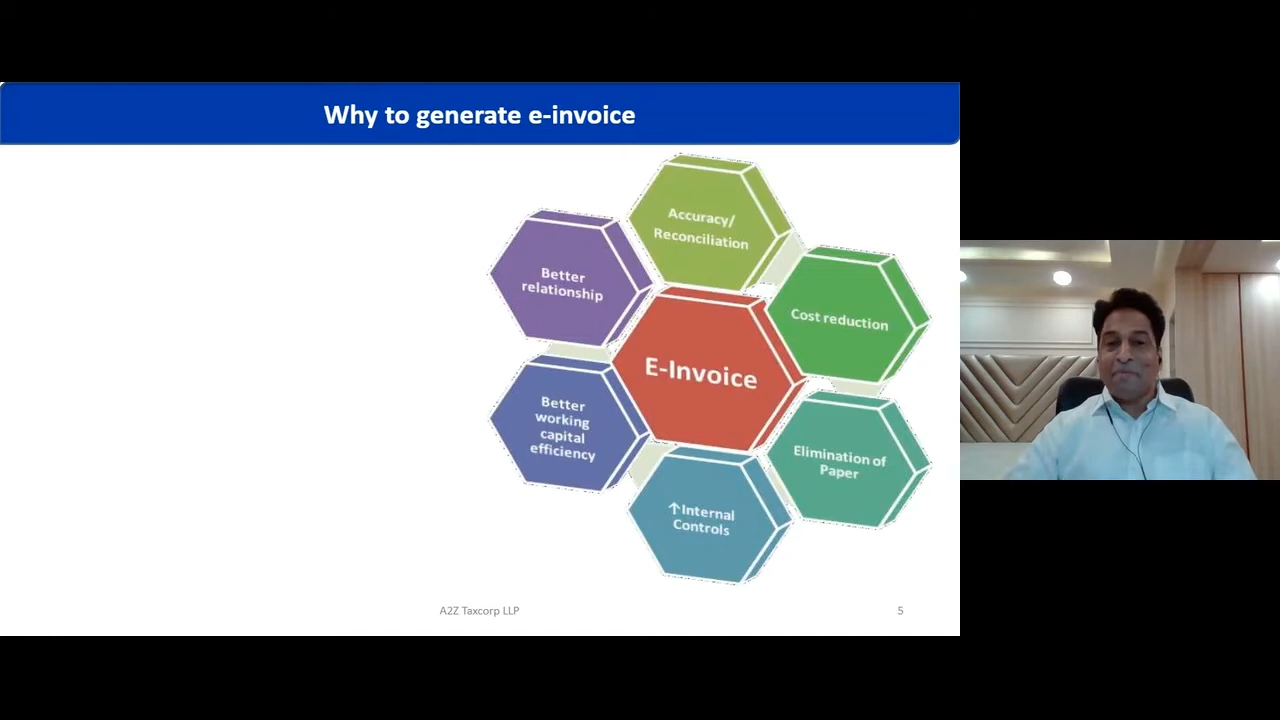 Why to generate e-invoice
Accuracy/
Reconciliation
Better
relationship
Cost reduction
E-Invoice
Better
working
capital
efficiency
Elimination of
Paper
↑Internal
Controls
A2Z Taxcorp LLP
5